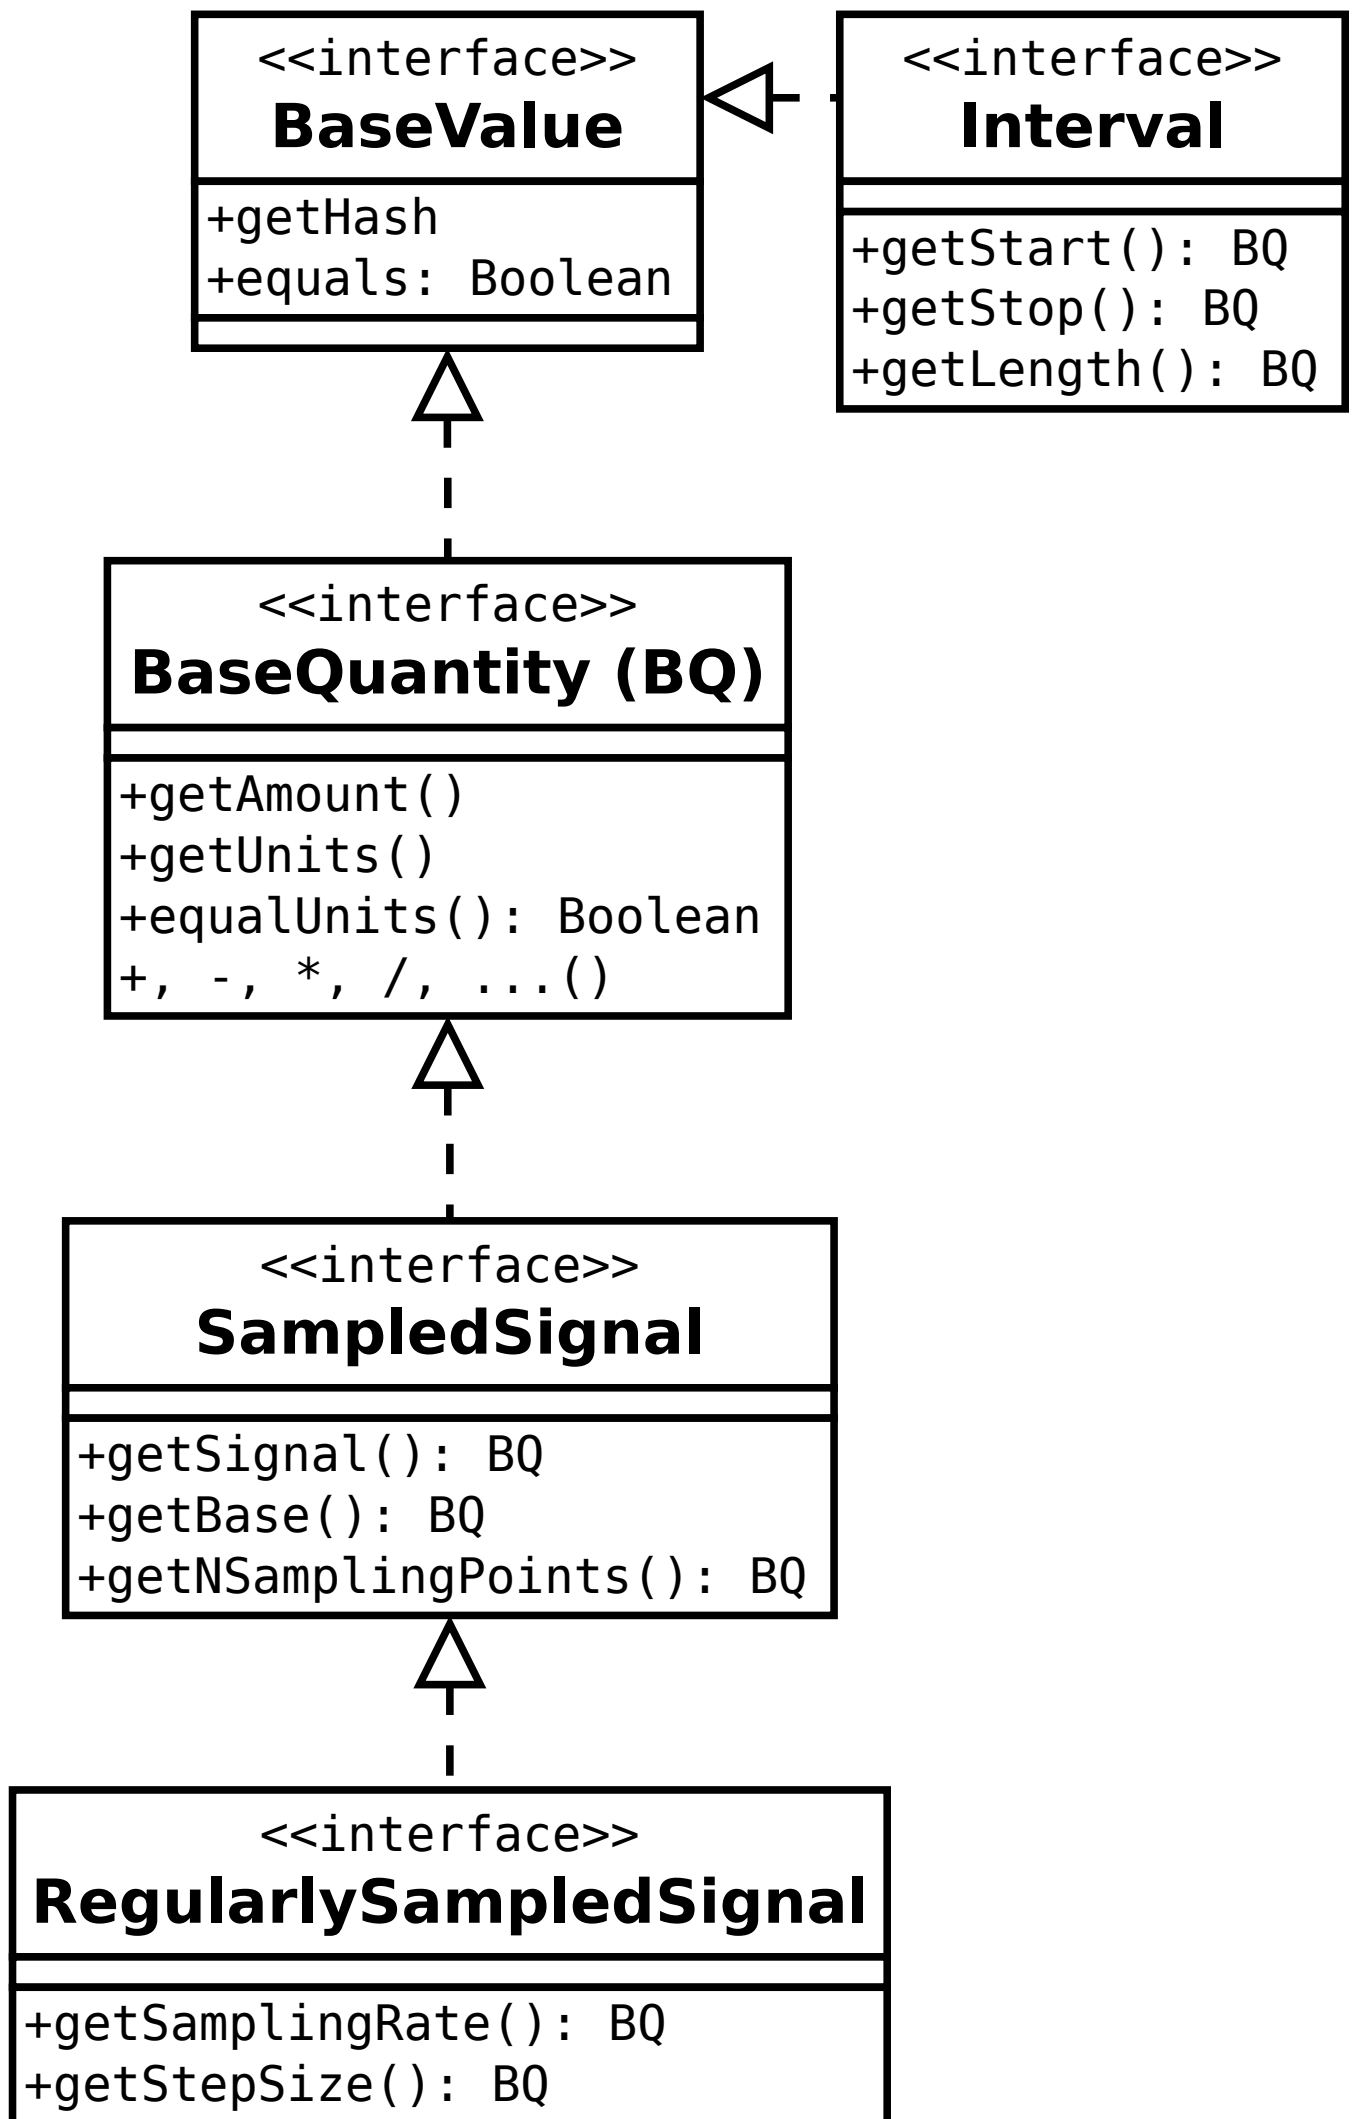 <<interface>>
BaseValue
+getHash
+equals: Boolean
<<interface>>
Interval
+getStart(): BQ
+getStop(): BQ
+getLength(): BQ
<<interface>>
BaseQuantity (BQ)
+getAmount()
+getUnits()
+equalUnits(): Boolean
+, -, *, /, ...()
<<interface>>
SampledSignal
+getSignal(): BQ
+getBase(): BQ
+getNSamplingPoints(): BQ
<<interface>>
RegularlySampledSignal
+getSamplingRate(): BQ
+getStepSize(): BQ